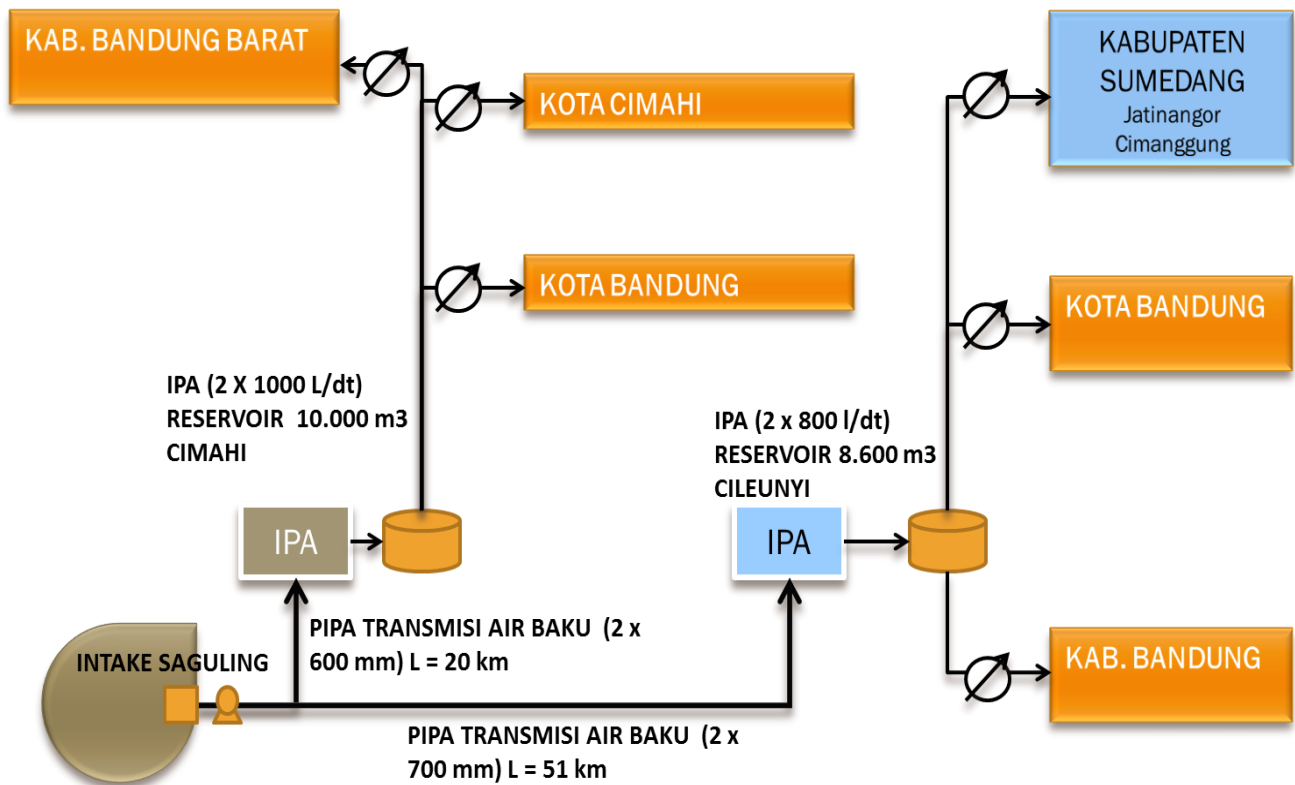 KAB. BANDUNG BARAT
KOTA CIMAHI
KOTA BANDUNG
KABUPATEN
SUMEDANG
Jatinangor
Cimanggung
KOTA BANDUNG
KAB. BANDUNG
IPA (2 X 1000 L/dt)
RESERVOIR 10.000 m3
CIMAHI
IPA (2 x 800 l/dt)
RESERVOIR 8.600 m3
CILEUNYI
IPA
IPA
INTAKE SAGULING
PIPA TRANSMISI AIR BAKU (2 x
600 mm) L = 20 km
PIPA TRANSMISI AIR BAKU (2 x
700 mm) L = 51 km